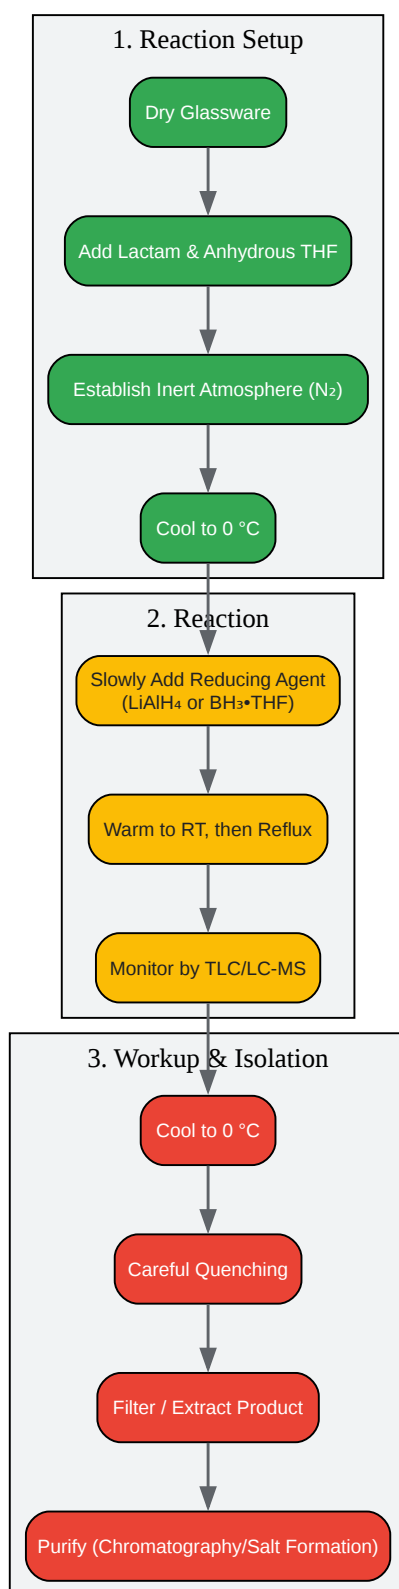 1. Reaction Setup
Dry Glassware
Add Lactam & Anhydrous THF
Establish Inert Atmosphere (N₂)
Cool to 0 °C
2. Reaction
Slowly Add Reducing Agent
(LiAlH₄ or BH₃•THF)
Warm to RT, then Reflux
Monitor by TLC/LC-MS
3. Workup & Isolation
Cool to 0 °C
Careful Quenching
Filter / Extract Product
Purify (Chromatography/Salt Formation)